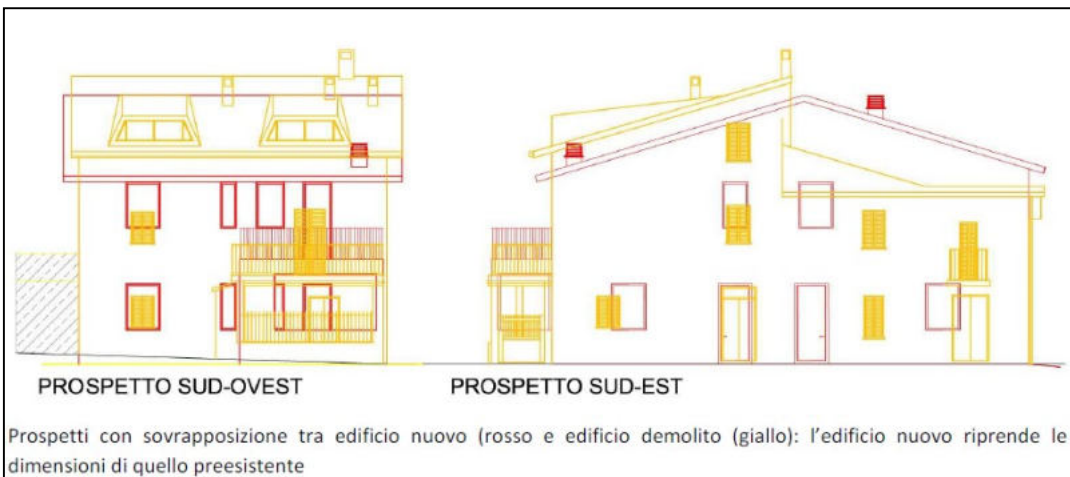 PROSPETTO SUD-OVEST
PROSPETTO SUD-EST
Prospetti con sovrapposizione tra edificio nuovo (rosso e edificio demolito (giallo): l'edificio nuovo riprende le
dimensioni di quello preesistente